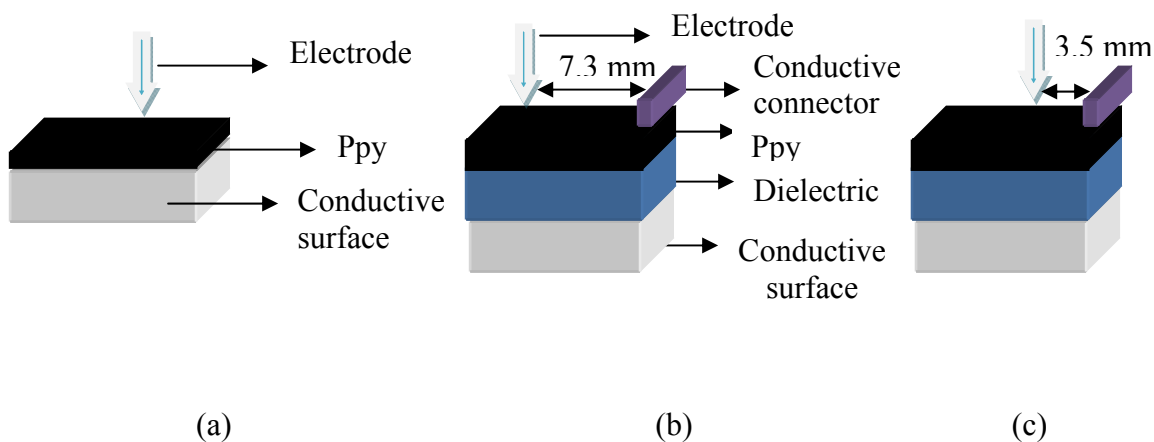 Electrode
Ppy
Conductive
surface
(a)
Electrode
7.3 mm
Conductive
connector
Ppy
Dielectric
Conductive
surface
(b)
3.5 mm
(c)